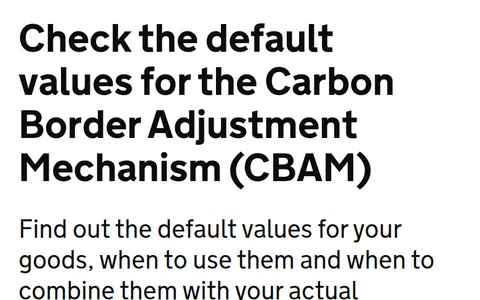 Check the default
values for the Carbon
Border Adjustment
Mechanism (CBAM)
Find out the default values for your
goods, when to use them and when to
combine them with your actual